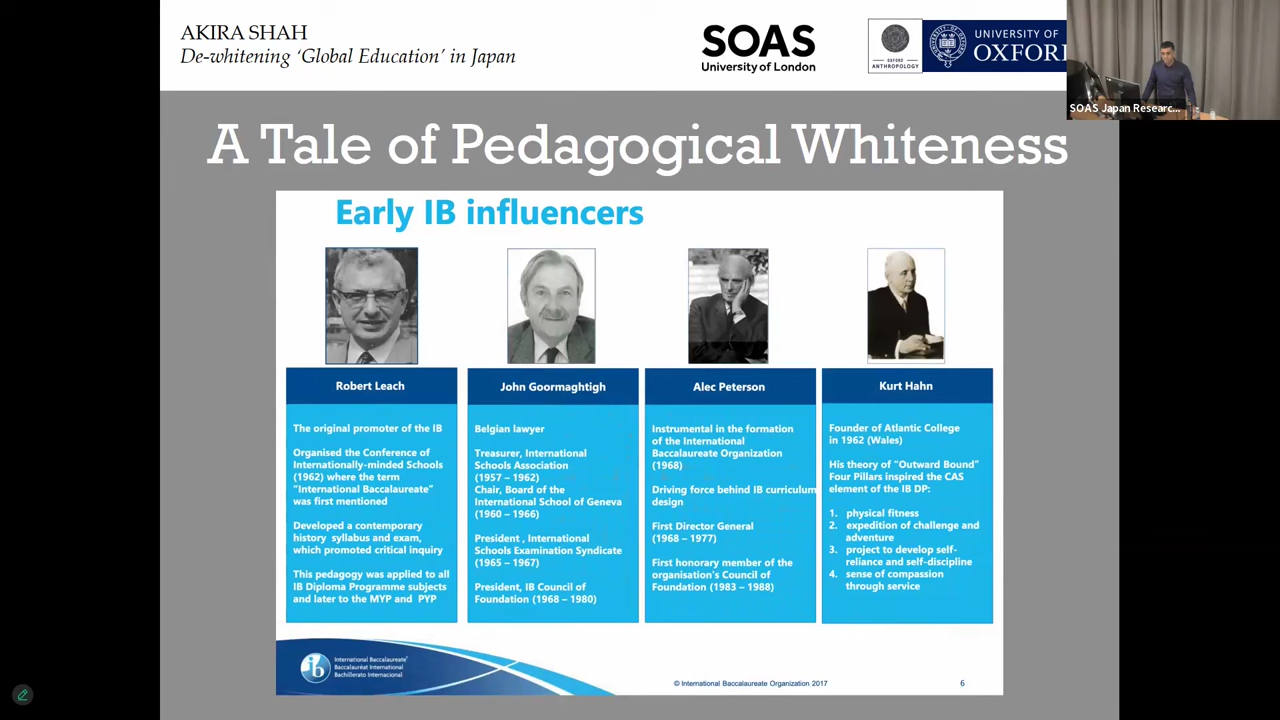 AKIRA SHAH
De-whitening ‘Global Education’ in Japan
SOAS
University of London
OXFORD
ANTHROPOLOGY
UNIVERSITY OF
OXFORD
SOAS Japan Researc...
A Tale of Pedagogical Whiteness
Early IB influencers
Robert Leach
The original promoter of the IB
Organised the Conference of
Internationally-minded Schools
(1962) where the term
"International Baccalaureate"
was first mentioned
Developed a contemporary
history syllabus and exam,
which promoted critical inquiry
This pedagogy was applied to all
IB Diploma Programme subjects
and later to the MYP and PYP
John Goormaghtigh
Belgian lawyer
Treasurer, International
Schools Association
(1957 – 1962)
Chair, Board of the
International School of Geneva
(1960 – 1966)
President , International
Schools Examination Syndicate
(1965 – 1967)
President, IB Council of
Foundation (1968 – 1980)
Alec Peterson
Instrumental in the formation
of the International
Baccalaureate Organization
(1968)
Driving force behind IB curriculum
design
First Director General
(1968 – 1977)
First honorary member of the
organisation's Council of
Foundation (1983 – 1988)
Kurt Hahn
Founder of Atlantic College
in 1962 (Wales)
His theory of "Outward Bound"
Four Pillars inspired the CAS
element of the IB DP:
1. physical fitness
2. expedition of challenge and
adventure
3. project to develop self-
reliance and self-discipline
4. sense of compassion
through service
International Baccalaureate®
Baccalauréat International
Bachillerato Internacional
© International Baccalaureate Organization 2017
6